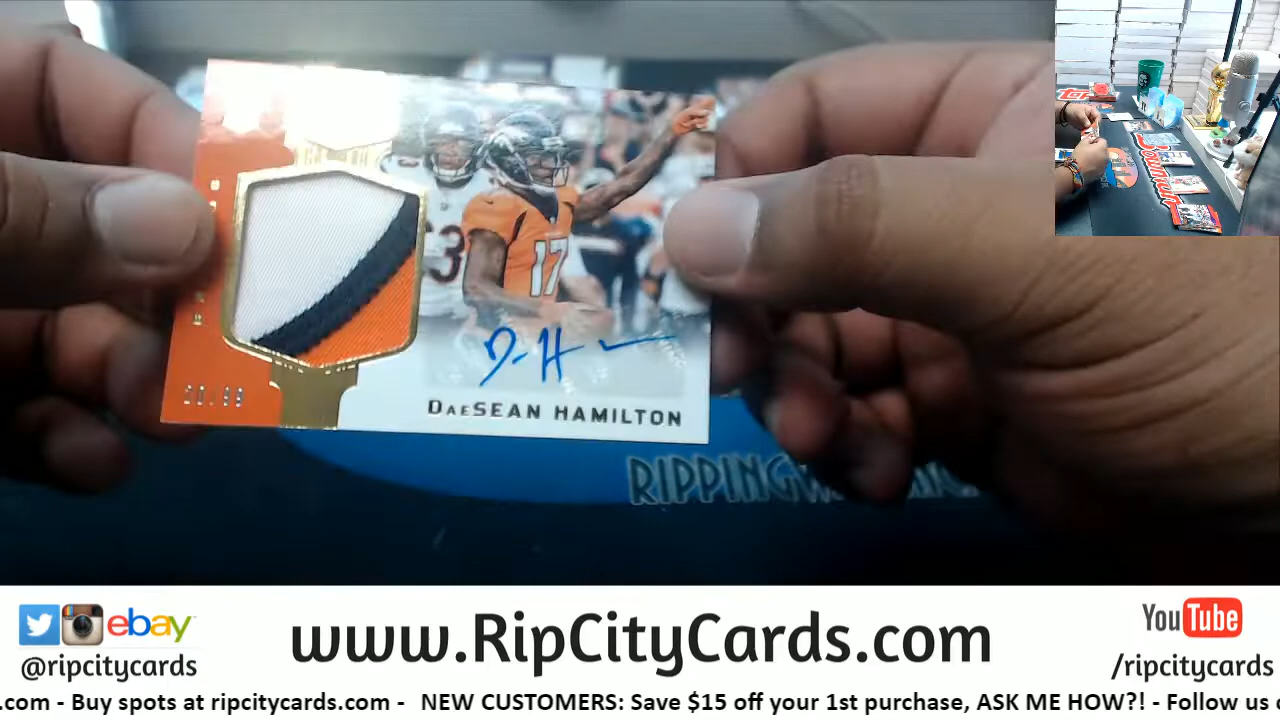 17
DaeSEAN HAMILTON
RIPPING
Bowman
ebay
@ripcitycards
www.RipCityCards.com
YouTube
/ripcitycards
.com - Buy spots at ripcitycards.com - NEW CUSTOMERS: Save $15 off your 1st purchase, ASK ME HOW?! - Follow us